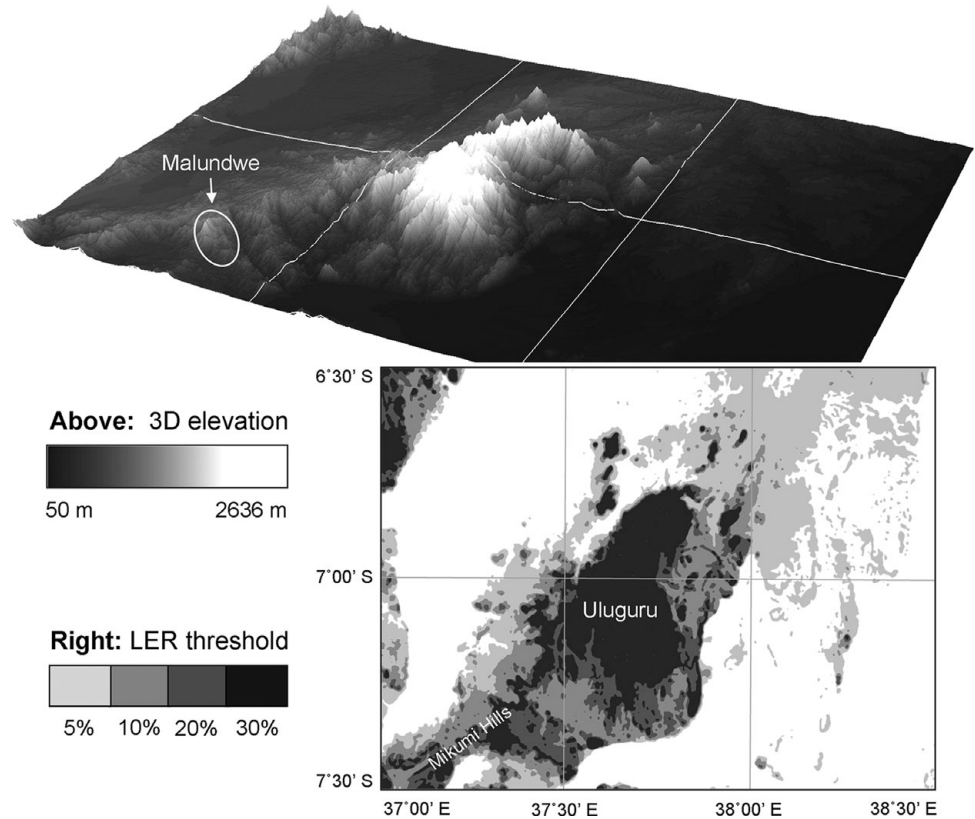 Malundwe
Above: 3D elevation
50 m 2636 m
Right: LER threshold
5% 10% 20% 30%
6˚30' S
7˚00' S
7˚30' S
Uluguru
Mikumi Hills
37˚00' E 37˚30' E 38˚00' E 38˚30' E